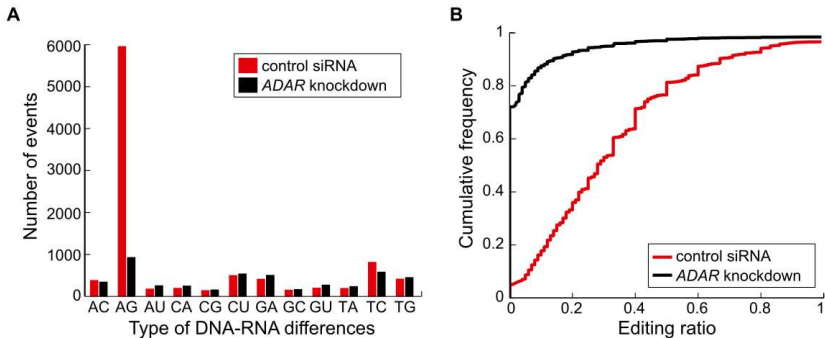 A
6000
5000
4000
3000
2000
1000
0
Number of events
control siRNA
ADAR knockdown
AC AG AU CA CG CU GA GC GU TA TC TG
Type of DNA-RNA differences
B
1
0.8
0.6
0.4
0.2
0
Cumulative frequency
control siRNA
ADAR knockdown
0 0.2 0.4 0.6 0.8 1
Editing ratio